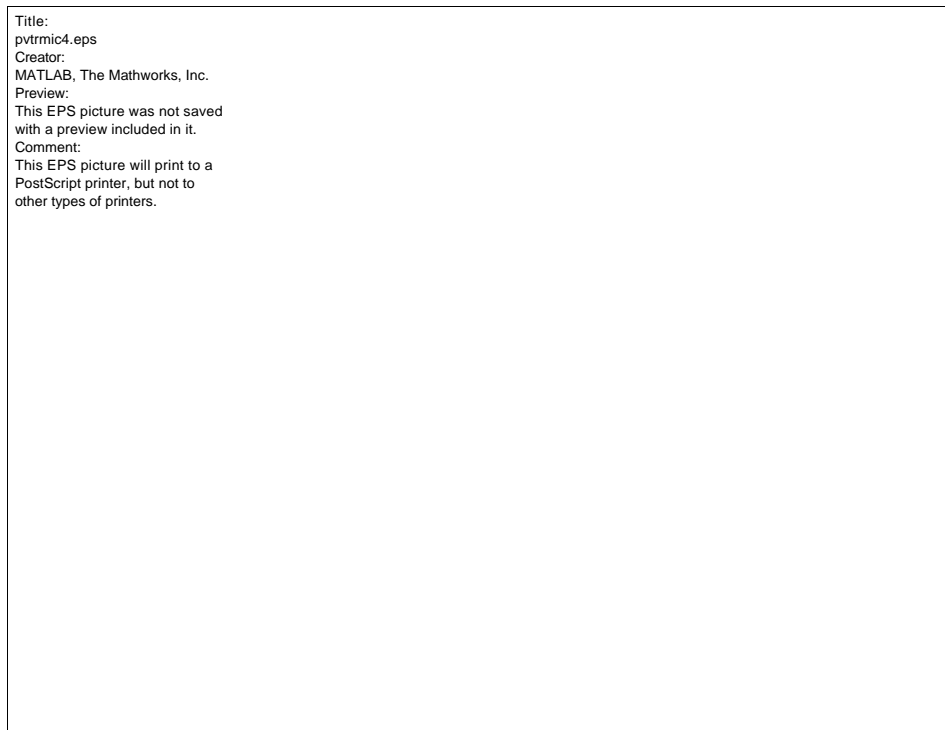 Title:
pvtrmic4.eps
Creator:
MATLAB, The Mathworks, Inc.
Preview:
This EPS picture was not saved
with a preview included in it.
Comment:
This EPS picture will print to a
PostScript printer, but not to
other types of printers.